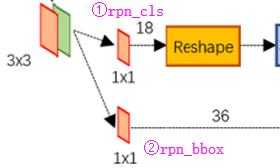 ①rpn_cls
18
3x3
1x1
Reshape
36
②rpn_bbox
1x1